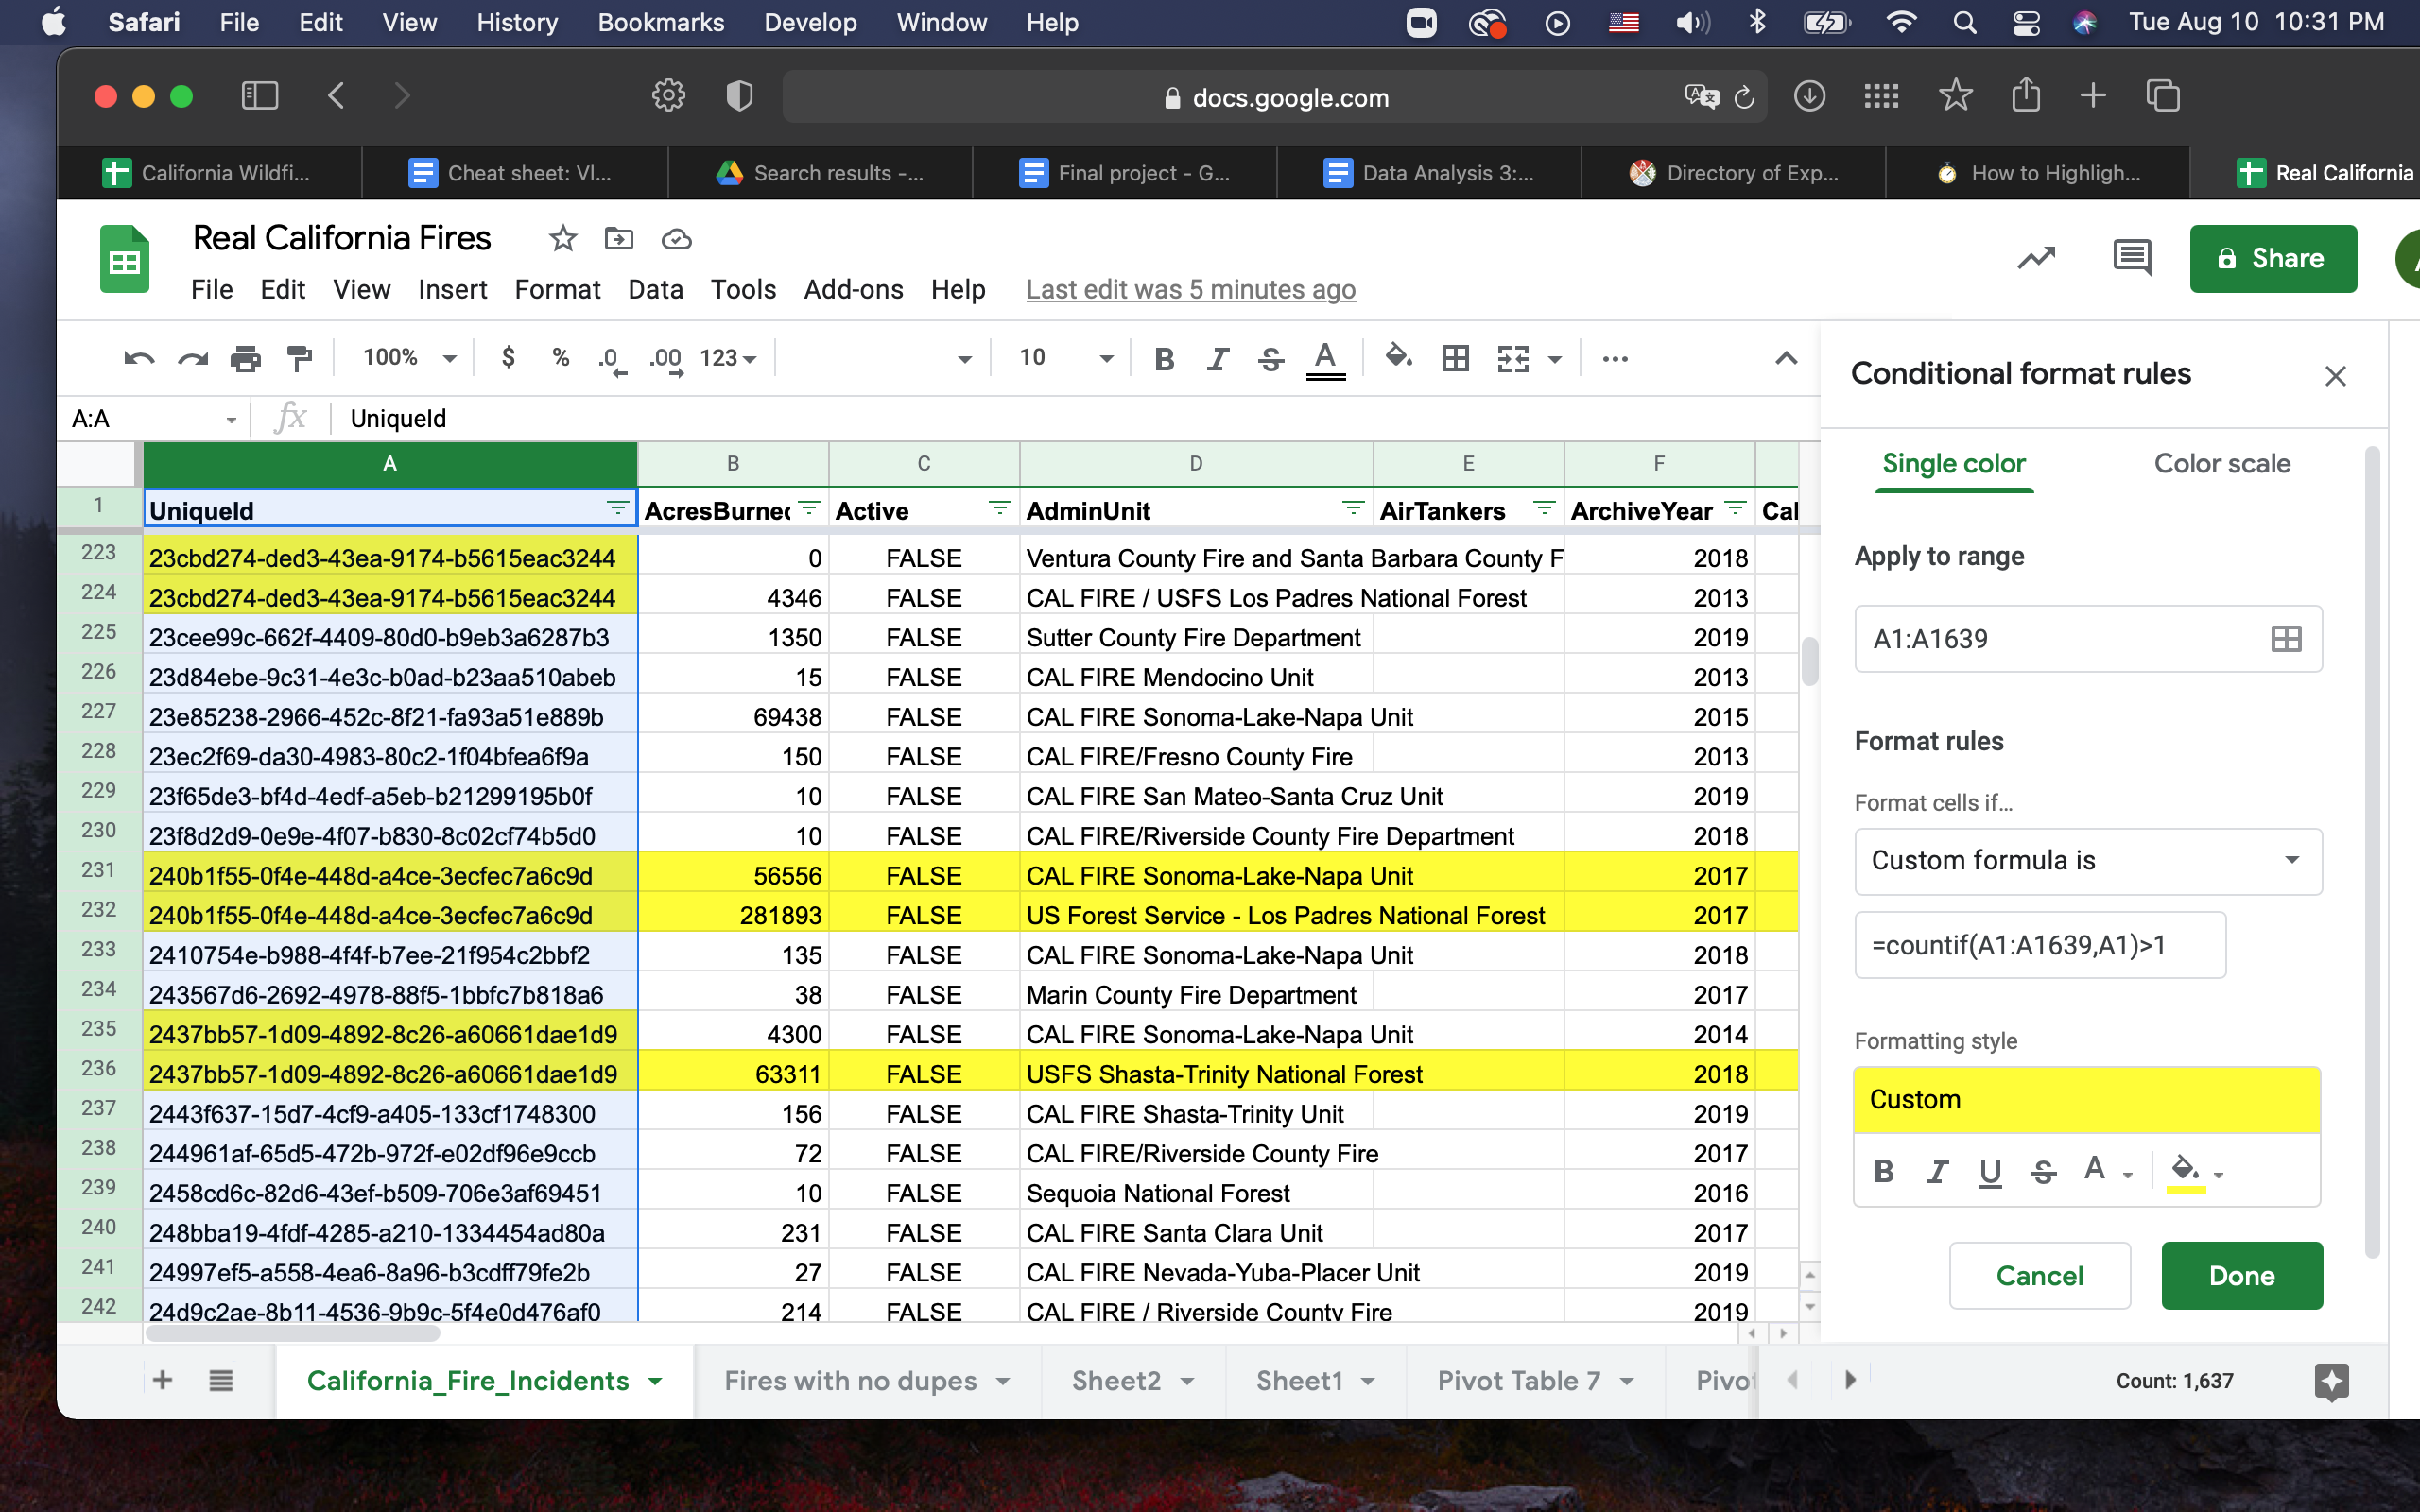 Safari File Edit View History Bookmarks Develop Window Help Tue Aug 10 10:31 PM
docs.google.com
California Wildfi... Cheat sheet: Vl... Search results -... Final project - G... Data Analysis 3:... Directory of Exp... How to Highligh... Real California
Real California Fires
Share
File Edit View Insert Format Data Tools Add-ons Help Last edit was 5 minutes ago
100% $ % .0 .00 123 10 B I S A
A:A fx UniqueId
A B C D E F
1 UniqueId AcresBurned Active AdminUnit AirTankers ArchiveYear Cal
223 23cbd274-ded3-43ea-9174-b5615eac3244 0 FALSE Ventura County Fire and Santa Barbara County F 2018
224 23cbd274-ded3-43ea-9174-b5615eac3244 4346 FALSE CAL FIRE / USFS Los Padres National Forest 2013
225 23cee99c-662f-4409-80d0-b9eb3a6287b3 1350 FALSE Sutter County Fire Department 2019
226 23d84ebe-9c31-4e3c-b0ad-b23aa510abeb 15 FALSE CAL FIRE Mendocino Unit 2013
227 23e85238-2966-452c-8f21-fa93a51e889b 69438 FALSE CAL FIRE Sonoma-Lake-Napa Unit 2015
228 23ec2f69-da30-4983-80c2-1f04bfea6f9a 150 FALSE CAL FIRE/Fresno County Fire 2013
229 23f65de3-bf4d-4edf-a5eb-b21299195b0f 10 FALSE CAL FIRE San Mateo-Santa Cruz Unit 2019
230 23f8d2d9-0e9e-4f07-b830-8c02cf74b5d0 10 FALSE CAL FIRE/Riverside County Fire Department 2018
231 240b1f55-0f4e-448d-a4ce-3ecfec7a6c9d 56556 FALSE CAL FIRE Sonoma-Lake-Napa Unit 2017
232 240b1f55-0f4e-448d-a4ce-3ecfec7a6c9d 281893 FALSE US Forest Service - Los Padres National Forest 2017
233 2410754e-b988-4f4f-b7ee-21f954c2bbf2 135 FALSE CAL FIRE Sonoma-Lake-Napa Unit 2018
234 243567d6-2692-4978-88f5-1bbfc7b818a6 38 FALSE Marin County Fire Department 2017
235 2437bb57-1d09-4892-8c26-a60661dae1d9 4300 FALSE CAL FIRE Sonoma-Lake-Napa Unit 2014
236 2437bb57-1d09-4892-8c26-a60661dae1d9 63311 FALSE USFS Shasta-Trinity National Forest 2018
237 2443f637-15d7-4cf9-a405-133cf1748300 156 FALSE CAL FIRE Shasta-Trinity Unit 2019
238 244961af-65d5-472b-972f-e02df96e9ccb 72 FALSE CAL FIRE/Riverside County Fire 2017
239 2458cd6c-82d6-43ef-b509-706e3af69451 10 FALSE Sequoia National Forest 2016
240 248bba19-4fdf-4285-a210-1334454ad80a 231 FALSE CAL FIRE Santa Clara Unit 2017
241 24997ef5-a558-4ea6-8a96-b3cdff79fe2b 27 FALSE CAL FIRE Nevada-Yuba-Placer Unit 2019
242 24d9c2ae-8b11-4536-9b9c-5f4e0d476af0 214 FALSE CAL FIRE / Riverside County Fire 2019
Conditional format rules
Single color Color scale
Apply to range
A1:A1639
Format rules
Format cells if...
Custom formula is
=countif(A1:A1639,A1)>1
Formatting style
Custom
B I U S A
Cancel Done
California_Fire_Incidents Fires with no dupes Sheet2 Sheet1 Pivot Table 7 Pivot Count: 1,637